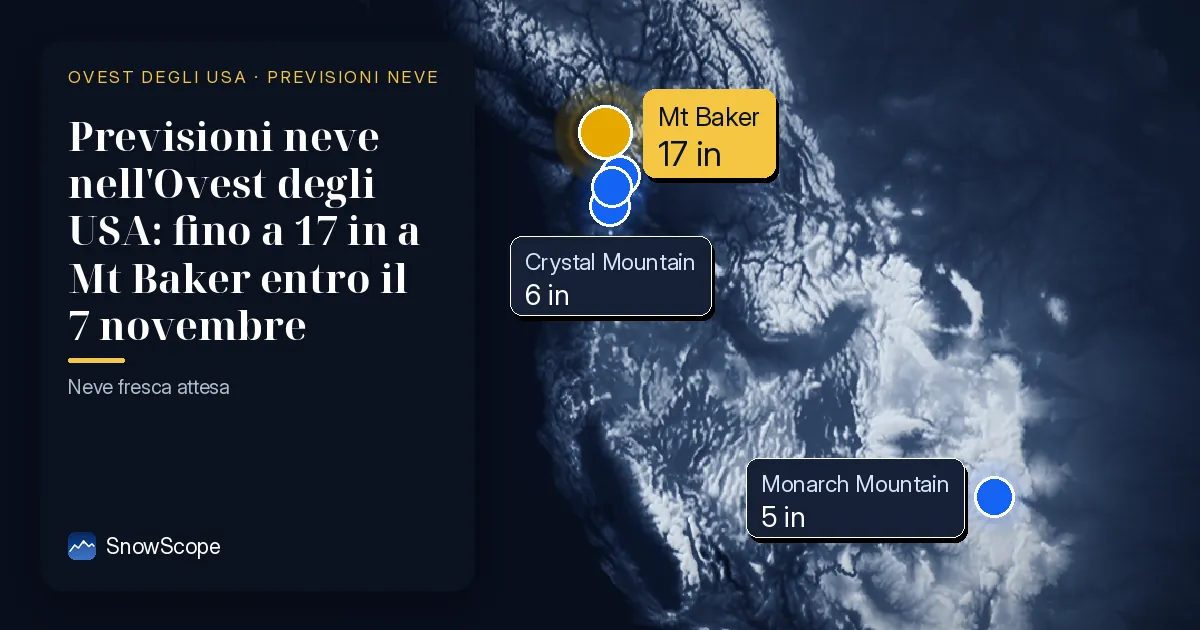 OVEST DEGLI USA · PREVISIONI NEVE
Previsioni neve
nell'Ovest degli
USA: fino a 17 in a
Mt Baker entro il
7 novembre
Neve fresca attesa
SnowScope
Mt Baker
17 in
Crystal Mountain
6 in
Monarch Mountain
5 in